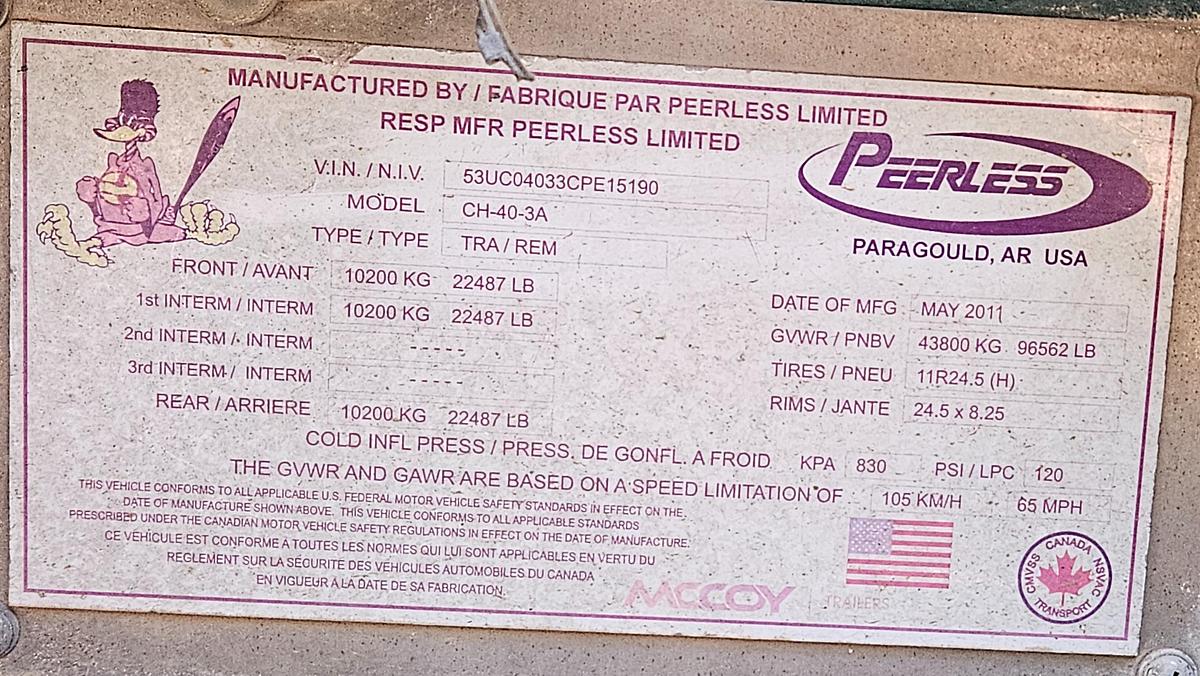 MANUFACTURED BY / FABRIQUE PAR PEERLESS LIMITED
RESP MFR PEERLESS LIMITED
PEERLESS
PARAGOULD, AR USA
V.I.N. / N.I.V. 53UC04033CPE15190
MODEL CH-40-3A
TYPE / TYPE TRA / REM
FRONT / AVANT 10200 KG 22487 LB
1st INTERM / INTERM 10200 KG 22487 LB
2nd INTERM / INTERM -----
3rd INTERM / INTERM -----
REAR / ARRIERE 10200 KG 22487 LB
DATE OF MFG MAY 2011
GVWR / PNBV 43800 KG 96562 LB
TIRES / PNEU 11R24.5 (H)
RIMS / JANTE 24.5 x 8.25
COLD INFL PRESS / PRESS. DE GONFL. A FROID KPA 830 PSI / LPC 120
THE GVWR AND GAWR ARE BASED ON A SPEED LIMITATION OF 105 KM/H 65 MPH
THIS VEHICLE CONFORMS TO ALL APPLICABLE U.S. FEDERAL MOTOR VEHICLE SAFETY STANDARDS IN EFFECT ON THE
DATE OF MANUFACTURE SHOWN ABOVE. THIS VEHICLE CONFORMS TO ALL APPLICABLE STANDARDS
PRESCRIBED UNDER THE CANADIAN MOTOR VEHICLE SAFETY REGULATIONS IN EFFECT ON THE DATE OF MANUFACTURE.
CE VÉHICULE EST CONFORME A TOUTES LES NORMES QUI LUI SONT APPLICABLES EN VERTU DU
REGLEMENT SUR LA SÉCURITÉ DES VÉHICULES AUTOMOBILES DU CANADA
EN VIGUEUR A LA DATE DE SA FABRICATION.
MCCOY TRAILERS
CMVSS CANADA NSVAC
TRANSPORT